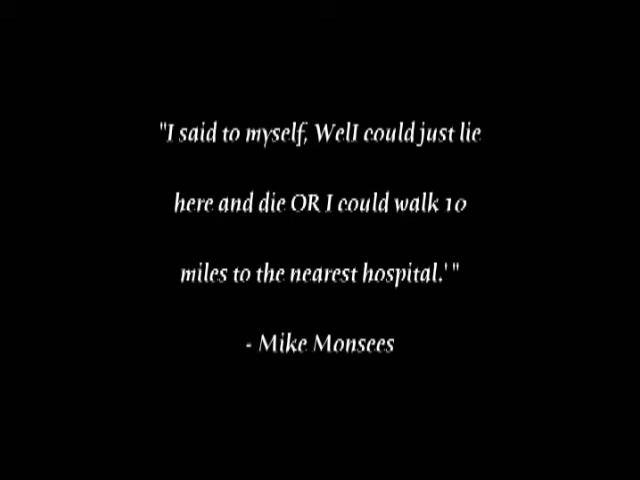 "I said to myself, WelI could just lie
here and die OR I could walk 10
miles to the nearest hospital.' "
- Mike Monsees